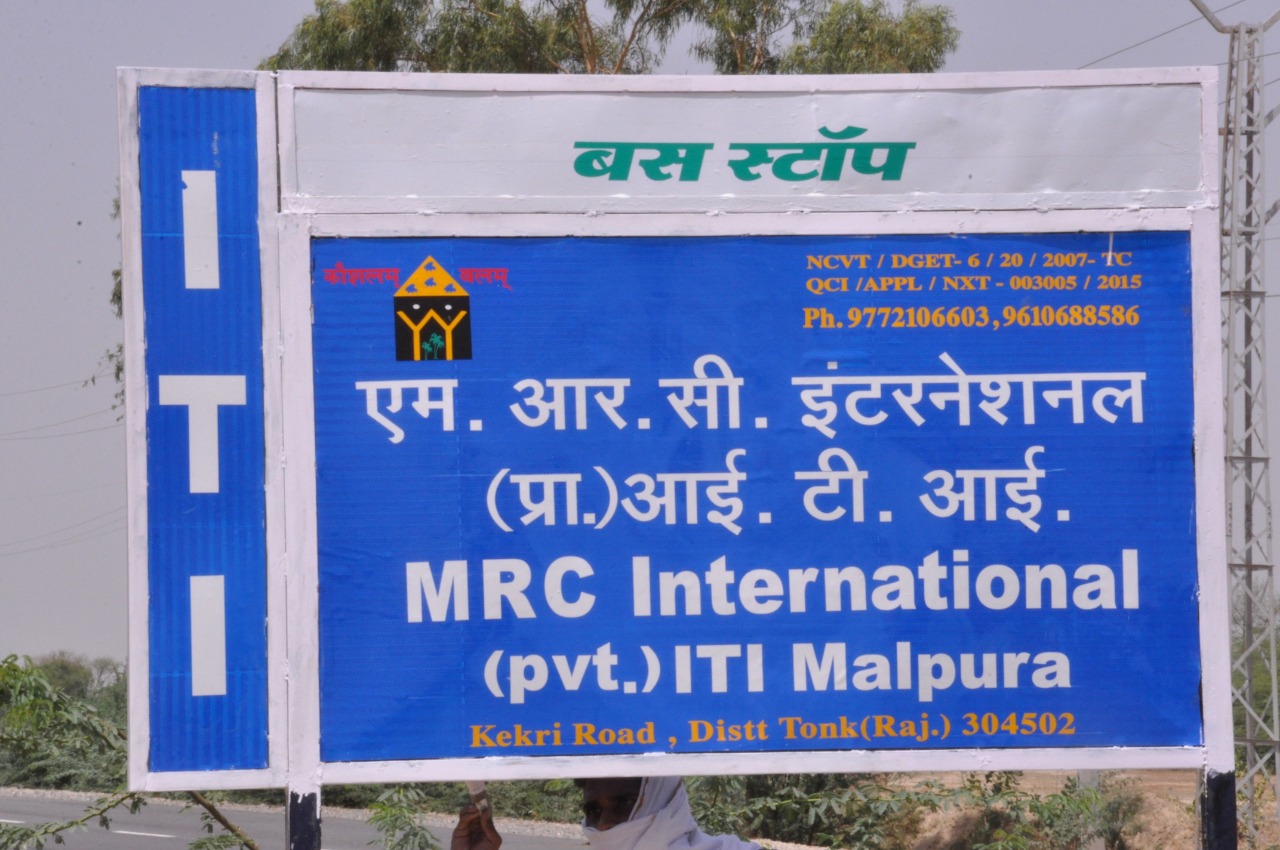 ITI
बस स्टॉप
कौशलम् वलयम्
NCVT / DGET- 6 / 20 / 2007- TC
QCI /APPL / NXT - 003005 / 2015
Ph. 9772106603,9610688586
एम. आर. सी. इंटरनेशनल
(प्रा.)आई. टी. आई.
MRC International
(pvt.) ITI Malpura
Kekri Road , Distt Tonk(Raj.) 304502